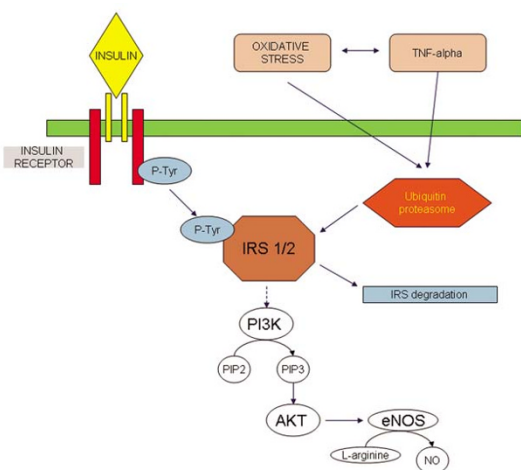 INSULIN
OXIDATIVE
STRESS
TNF-alpha
INSULIN
RECEPTOR
P-Tyr
P-Tyr
Ubiquitin
proteasome
IRS 1/2
IRS degradation
PI3K
PIP2
PIP3
AKT
eNOS
L-arginine
NO